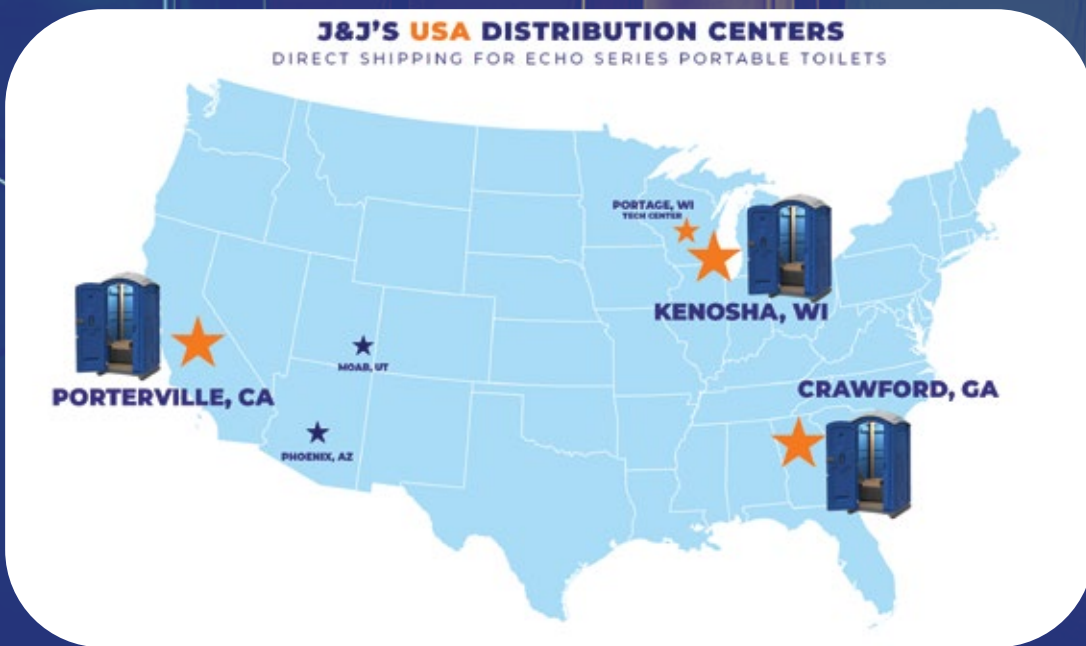 J&J'S USA DISTRIBUTION CENTERS
DIRECT SHIPPING FOR ECHO SERIES PORTABLE TOILETS
PORTAGE, WI
TECH CENTER
KENOSHA, WI
MOAB, UT
PORTERVILLE, CA
CRAWFORD, GA
PHOENIX, AZ